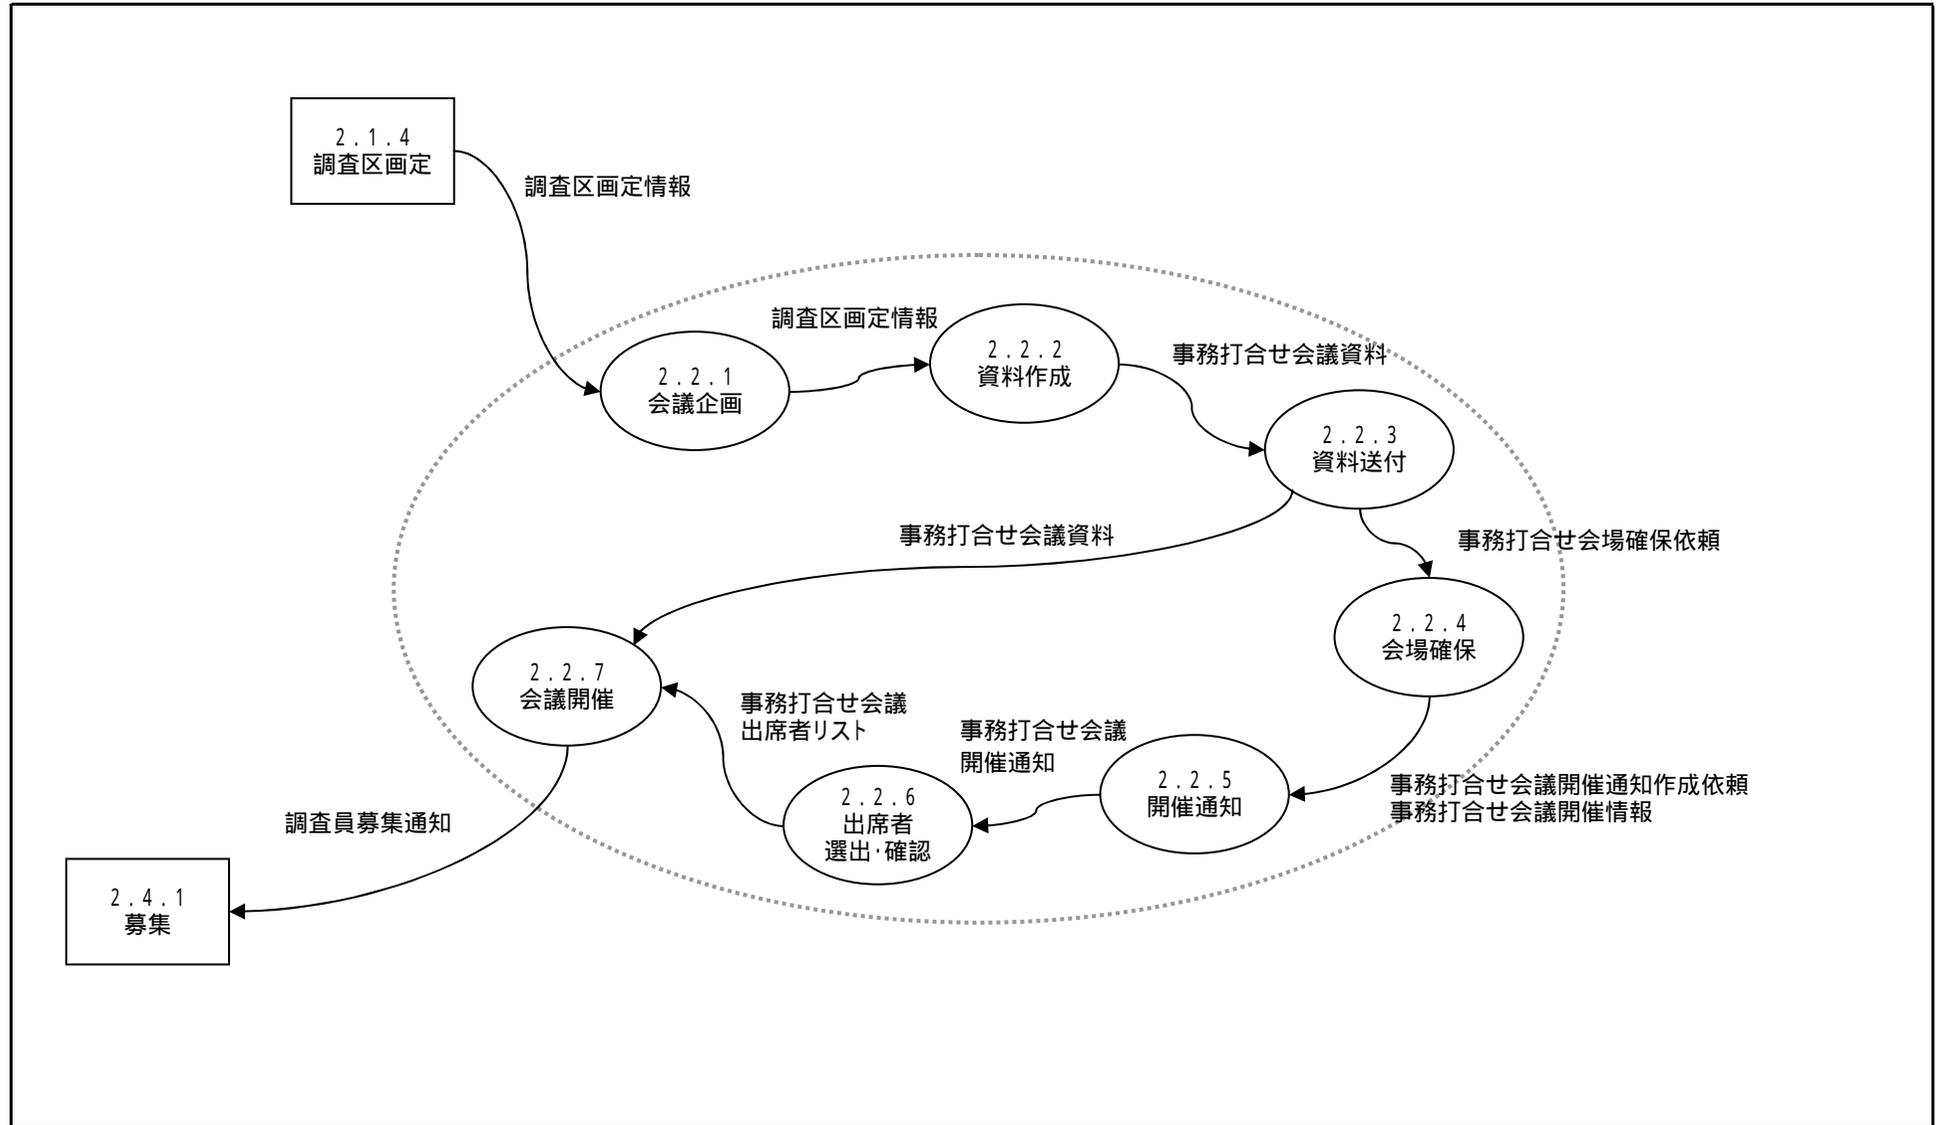 2.1.4
調査区画定
調査区画定情報
調査区画定情報
2.2.2
資料作成
事務打合せ会議資料
2.2.1
会議企画
2.2.3
資料送付
事務打合せ会議資料
事務打合せ会場確保依頼
2.2.4
会場確保
2.2.7
会議開催
事務打合せ会議
出席者リスト
事務打合せ会議
開催通知
2.2.5
開催通知
事務打合せ会議開催通知作成依頼
事務打合せ会議開催情報
2.2.6
出席者
選出･確認
調査員募集通知
2.4.1
募集